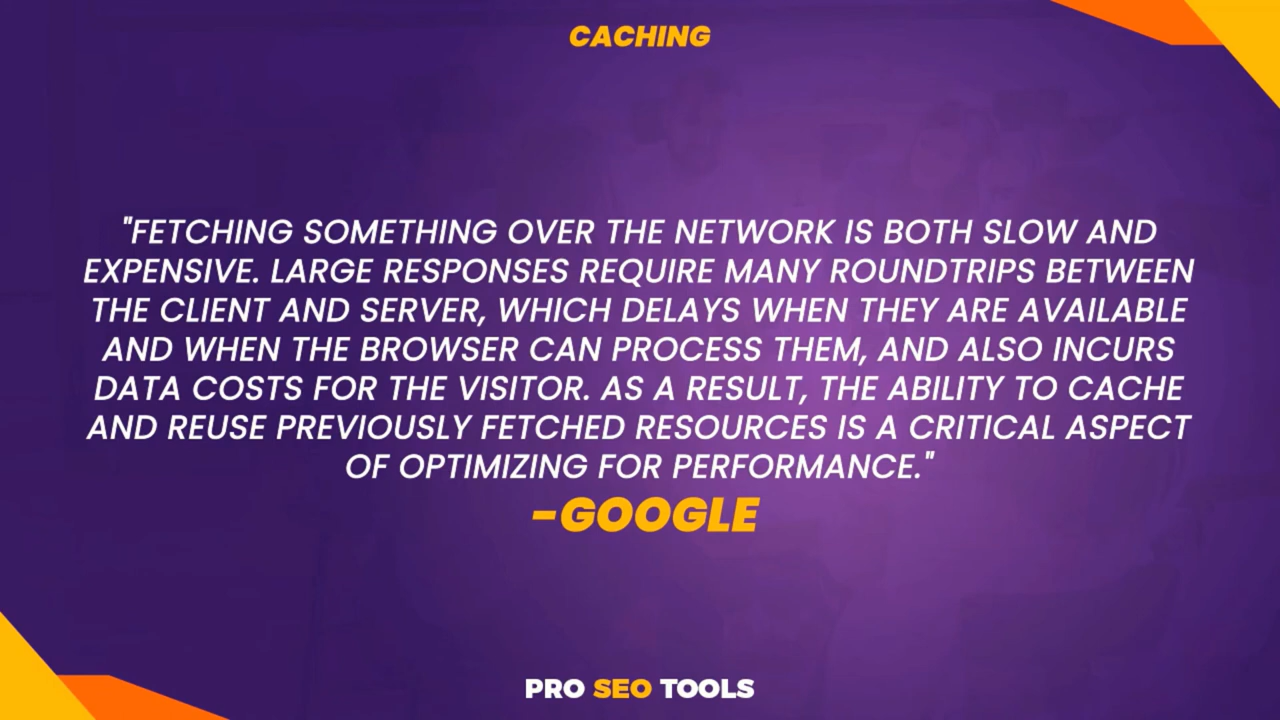 CACHING
"FETCHING SOMETHING OVER THE NETWORK IS BOTH SLOW AND
EXPENSIVE. LARGE RESPONSES REQUIRE MANY ROUNDTRIPS BETWEEN
THE CLIENT AND SERVER, WHICH DELAYS WHEN THEY ARE AVAILABLE
AND WHEN THE BROWSER CAN PROCESS THEM, AND ALSO INCURS
DATA COSTS FOR THE VISITOR. AS A RESULT, THE ABILITY TO CACHE
AND REUSE PREVIOUSLY FETCHED RESOURCES IS A CRITICAL ASPECT
OF OPTIMIZING FOR PERFORMANCE."
-GOOGLE
PRO SEO TOOLS